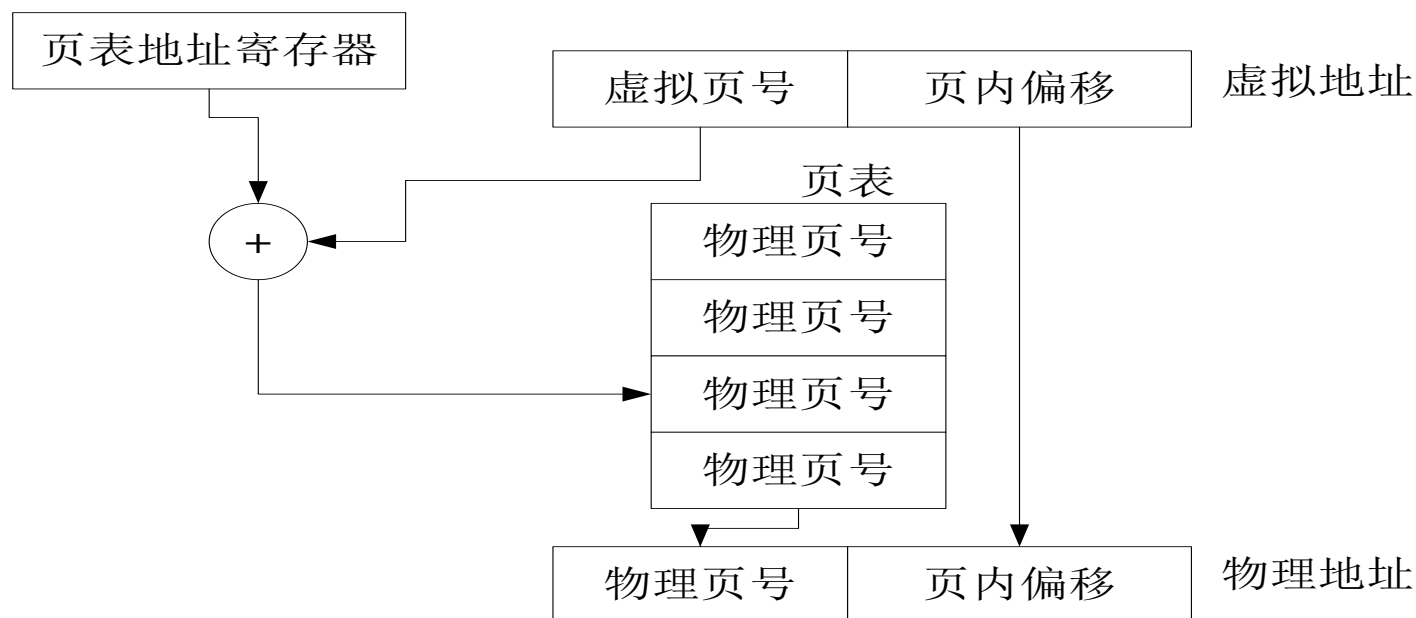 页表地址寄存器
虚拟页号 页内偏移 虚拟地址
页表
+
物理页号
物理页号
物理页号
物理页号
物理页号 页内偏移 物理地址